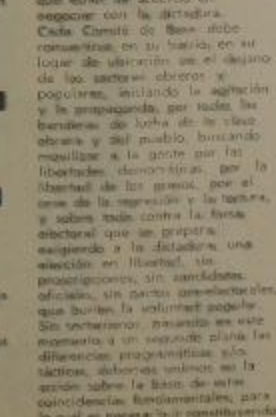 negociar con la dictadura.
Cada Comité de Base debe
convertirse en su barrio, en su
lugar de ubicación en el
de los sectores obreros y
populares, iniciando la agitación
y la propaganda, por todas las
banderas de lucha de la clase
obrera y del pueblo, buscando
movilizar a la gente por las
libertades democráticas, por la
libertad de los presos, por el
cese de la represión y la tortura,
y sobre todo contra la farsa
electoral que se prepara,
exigiendo a la dictadura una
elección en libertad, sin
proscripciones, sin candidatos
oficiales, sin pactos pre-electorales
que burlen la voluntad popular.
Sin sectarismos, pasando en este
momento a un segundo plano las
diferencias programáticas y/o
tácticas, debemos unirnos en la
acción sobre la base de estas
coincidencias fundamentales, para